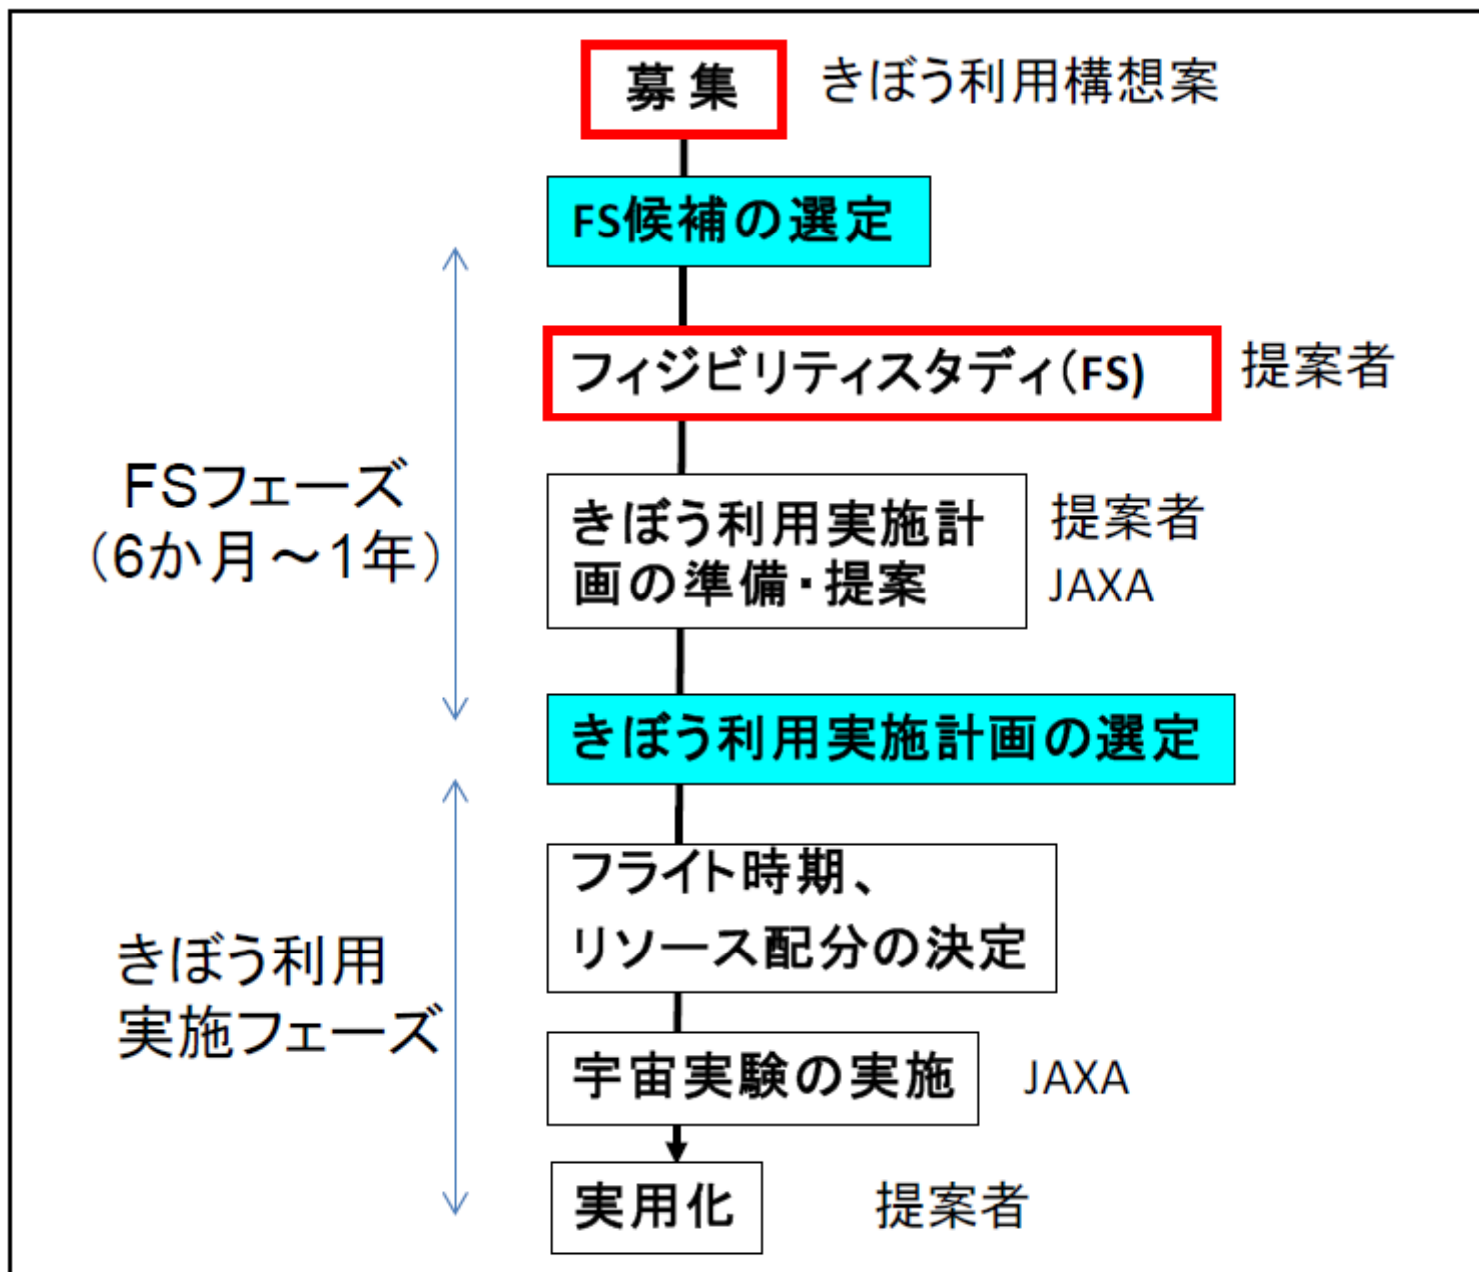 募集
きぼう利用構想案
FS候補の選定
フィジビリティスタディ(FS)
提案者
FSフェーズ
(6か月~1年)
きぼう利用実施計
画の準備・提案
提案者
JAXA
きぼう利用実施計画の選定
フライト時期、
リソース配分の決定
きぼう利用
実施フェーズ
宇宙実験の実施
JAXA
実用化
提案者